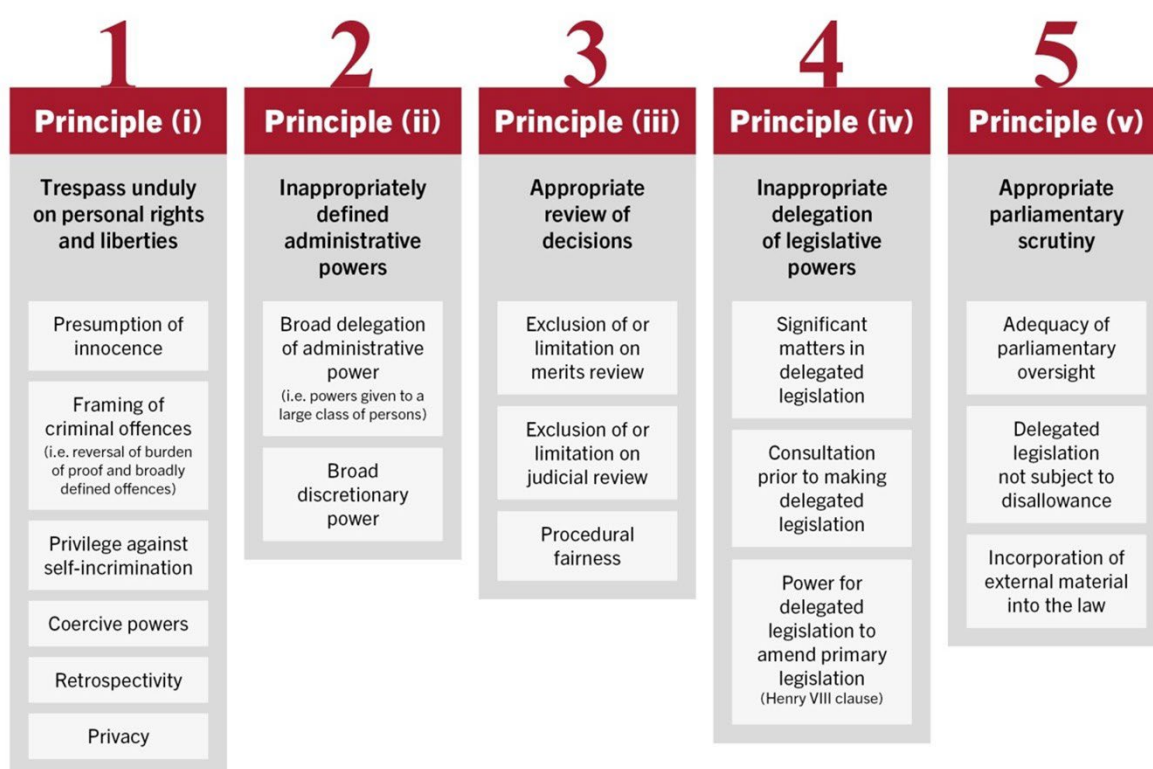 1
Principle (i)
Trespass unduly
on personal rights
and liberties
Presumption of
innocence
Framing of
criminal offences
(i.e. reversal of burden
of proof and broadly
defined offences)
Privilege against
self-incrimination
Coercive powers
Retrospectivity
Privacy
2
Principle (ii)
Inappropriately
defined
administrative
powers
Broad delegation
of administrative
power
(i.e. powers given to a
large class of persons)
Broad
discretionary
power
3
Principle (iii)
Appropriate
review of
decisions
Exclusion of or
limitation on
merits review
Exclusion of or
limitation on
judicial review
Procedural
fairness
4
Principle (iv)
Inappropriate
delegation
of legislative
powers
Significant
matters in
delegated
legislation
Consultation
prior to making
delegated
legislation
Power for
delegated
legislation to
amend primary
legislation
(Henry VIII clause)
5
Principle (v)
Appropriate
parliamentary
scrutiny
Adequacy of
parliamentary
oversight
Delegated
legislation
not subject to
disallowance
Incorporation of
external material
into the law